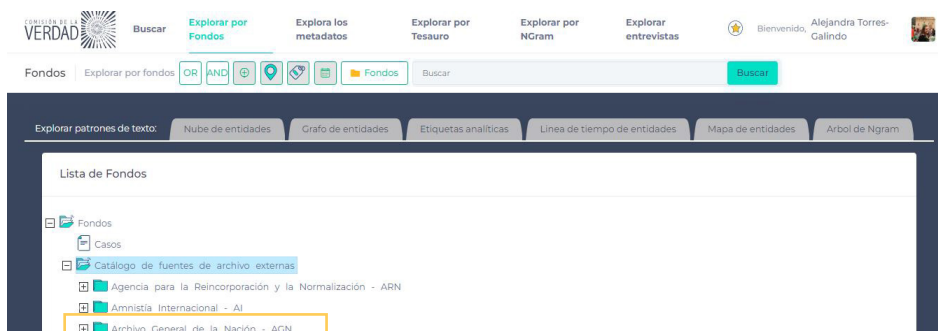 COMISIÓN DE LA
VERDAD
Buscar
Explorar por
Fondos
Explora los
metadatos
Explorar por
Tesauro
Explorar por
NGram
Explorar
entrevistas
Bienvenido,
Alejandra Torres-
Galindo
Fondos Explorar por fondos OR AND Fondos Buscar Buscar
Explorar patrones de texto: Nube de entidades Grafo de entidades Etiquetas analíticas Linea de tiempo de entidades Mapa de entidades Arbol de Ngram
Lista de Fondos
Fondos
Casos
Catálogo de fuentes de archivo externas
Agencia para la Reincorporación y la Normalización - ARN
Amnistía Internacional - AI
Archivo General de la Nación - AGN